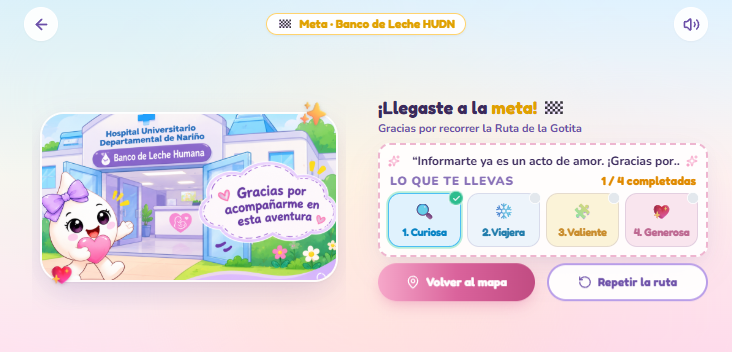 Meta · Banco de Leche HUDN
Hospital Universitario
Departamental de Nariño
Banco de Leche Humana
Gracias por
acompañarme en
esta aventura
¡Llegaste a la meta!
Gracias por recorrer la Ruta de la Gotita
“Informarte ya es un acto de amor. ¡Gracias por..
LO QUE TE LLEVAS 1 / 4 completadas
1. Curiosa 2.Viajera 3.Valiente 4. Generosa
Volver al mapa Repetir la ruta